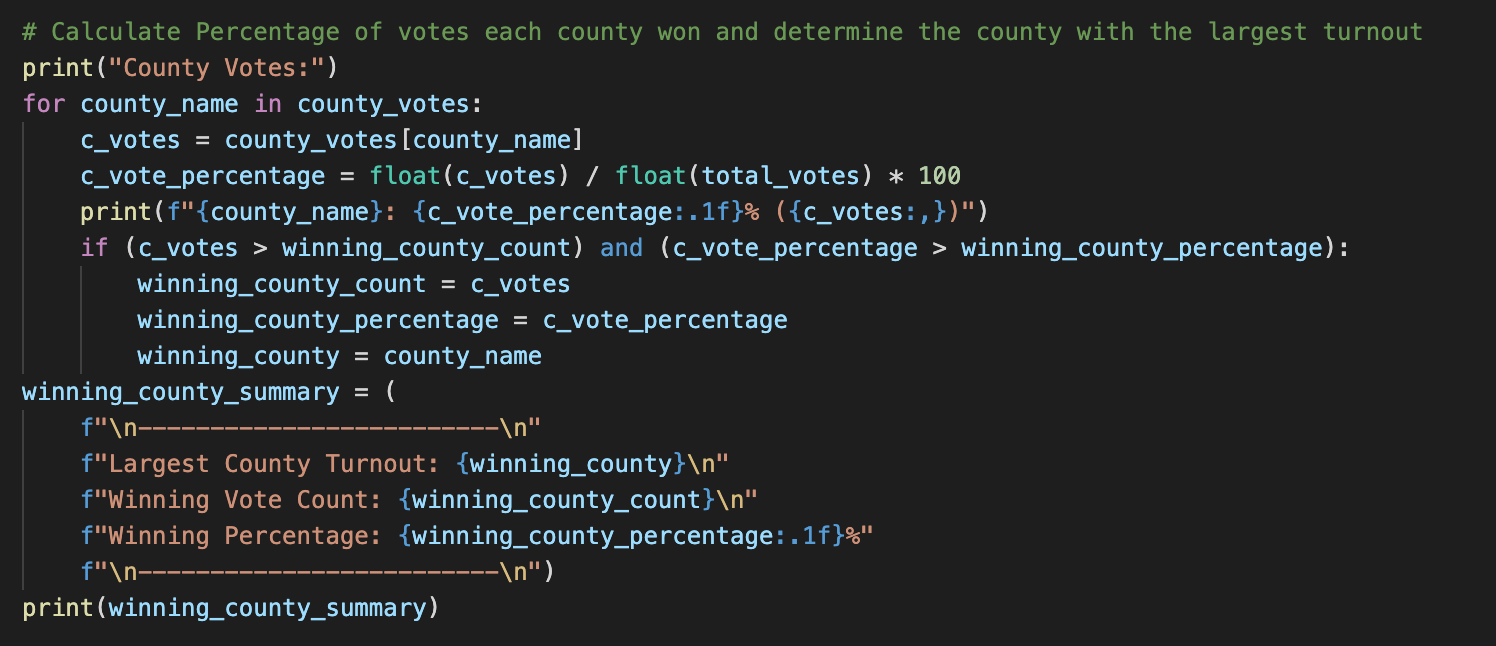 # Calculate Percentage of votes each county won and determine the county with the largest turnout
print("County Votes:")
for county_name in county_votes:
    c_votes = county_votes[county_name]
    c_vote_percentage = float(c_votes) / float(total_votes) * 100
    print(f"{county_name}: {c_vote_percentage:.1f}% ({c_votes:,})")
    if (c_votes > winning_county_count) and (c_vote_percentage > winning_county_percentage):
        winning_county_count = c_votes
        winning_county_percentage = c_vote_percentage
        winning_county = county_name
winning_county_summary = (
    f"\n-------------------------\n"
    f"Largest County Turnout: {winning_county}\n"
    f"Winning Vote Count: {winning_county_count}\n"
    f"Winning Percentage: {winning_county_percentage:.1f}%"
    f"\n-------------------------\n")
print(winning_county_summary)